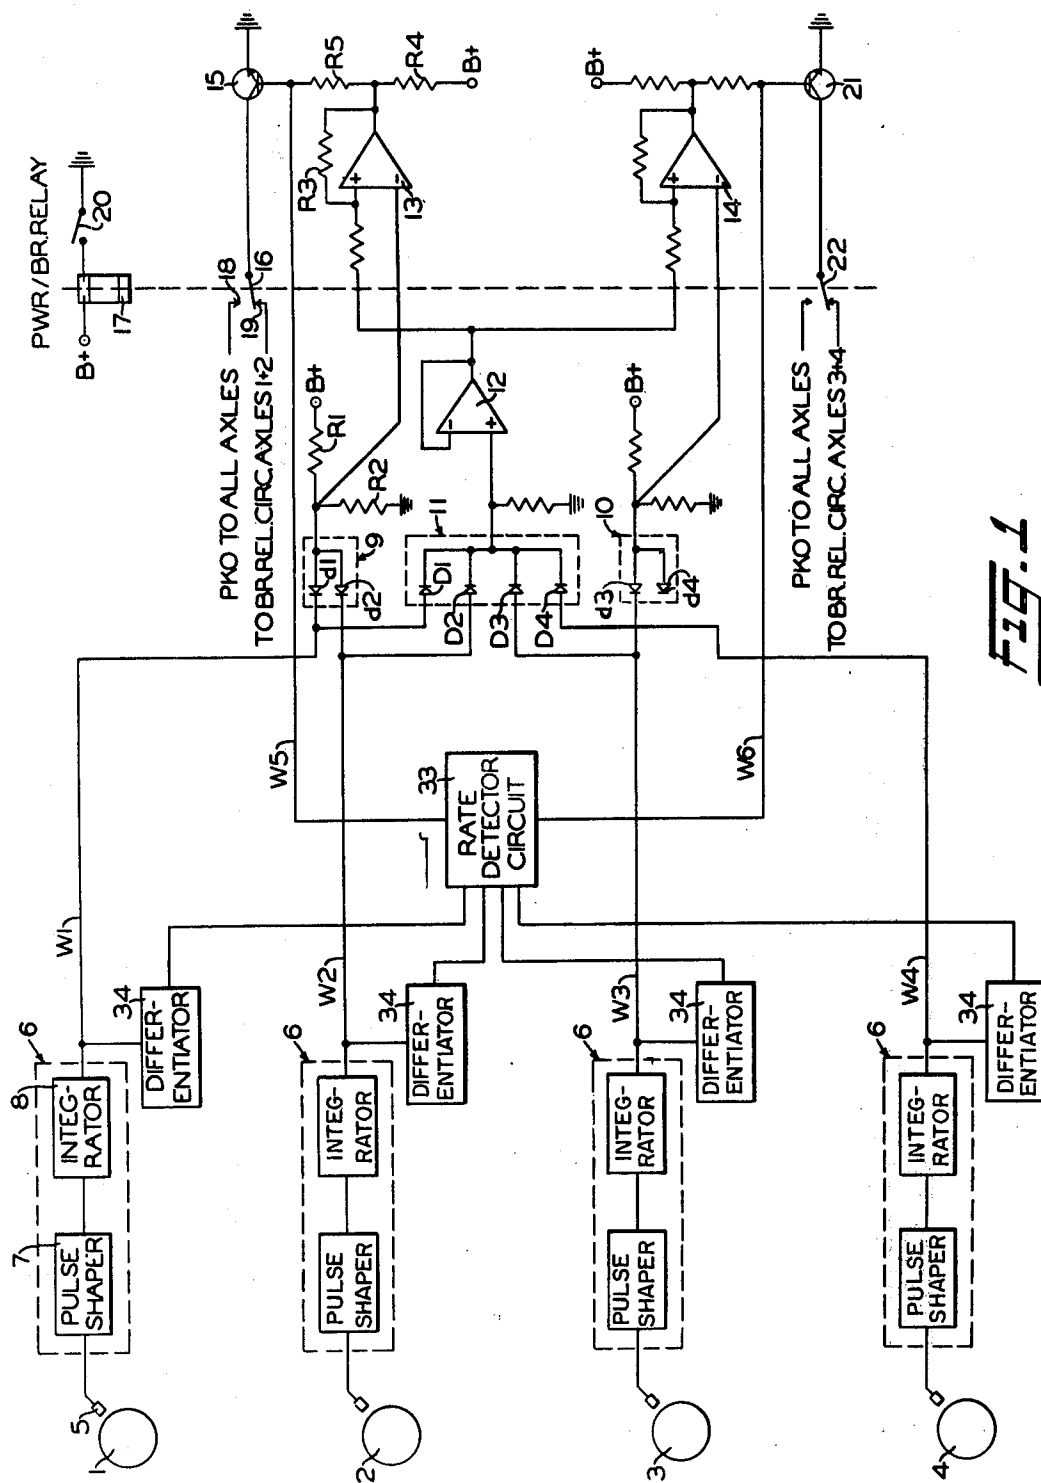 PWR/BR.RELAY
B+
20
17
PKO TO ALL AXLES
18
16
19
TO BR.REL.CIRC.AXLES 1+2
15
R5
R4
B+
R3
+
-
13
B+
R1
R2
9
d1
d2
11
D1
D2
D3
D4
12
-
+
10
d3
d4
B+
B+
+
-
14
21
22
PKO TO ALL AXLES
TO BR.REL.CIRC.AXLES 3+4
W1
W5
W2
33
RATE
DETECTOR
CIRCUIT
W6
W3
W4
1
5
6
7
PULSE
SHAPER
8
INTEG-
RATOR
34
DIFFER-
ENTIATOR
2
6
PULSE
SHAPER
INTEG-
RATOR
34
DIFFER-
ENTIATOR
3
6
PULSE
SHAPER
INTEG-
RATOR
34
DIFFER-
ENTIATOR
4
6
PULSE
SHAPER
INTEG-
RATOR
34
DIFFER-
ENTIATOR
Fig. 1